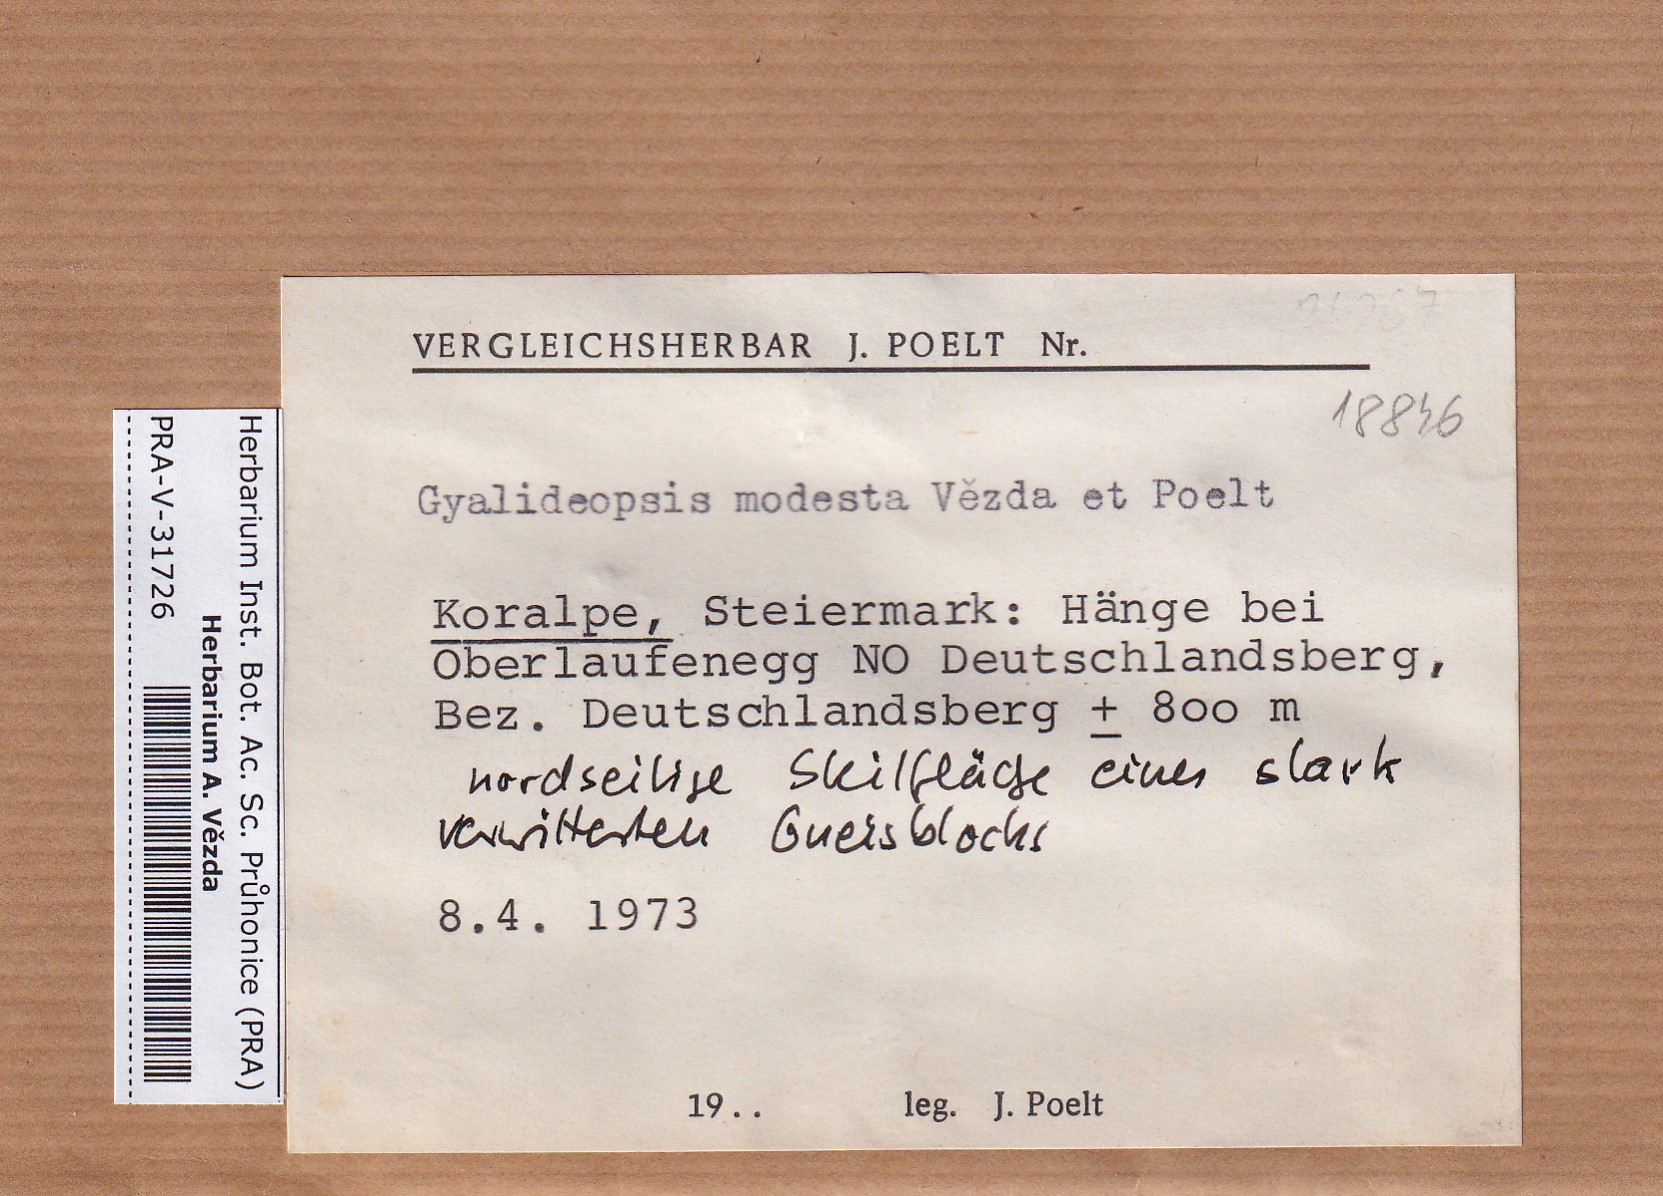 VERGLEICHSHERBAR J. POELT Nr.
18846
Gyalideopsis modesta Vězda et Poelt
Koralpe, Steiermark: Hänge bei
Oberlaufenegg NO Deutschlandsberg,
Bez. Deutschlandsberg ± 800 m
nordseitige Steilfläche eines stark
verwitterten Gneisblocks
8.4. 1973
19.. leg. J. Poelt
Herbarium Inst. Bot. Ac. Sc. Průhonice (PRA)
Herbarium A. Vězda
PRA-V-31726